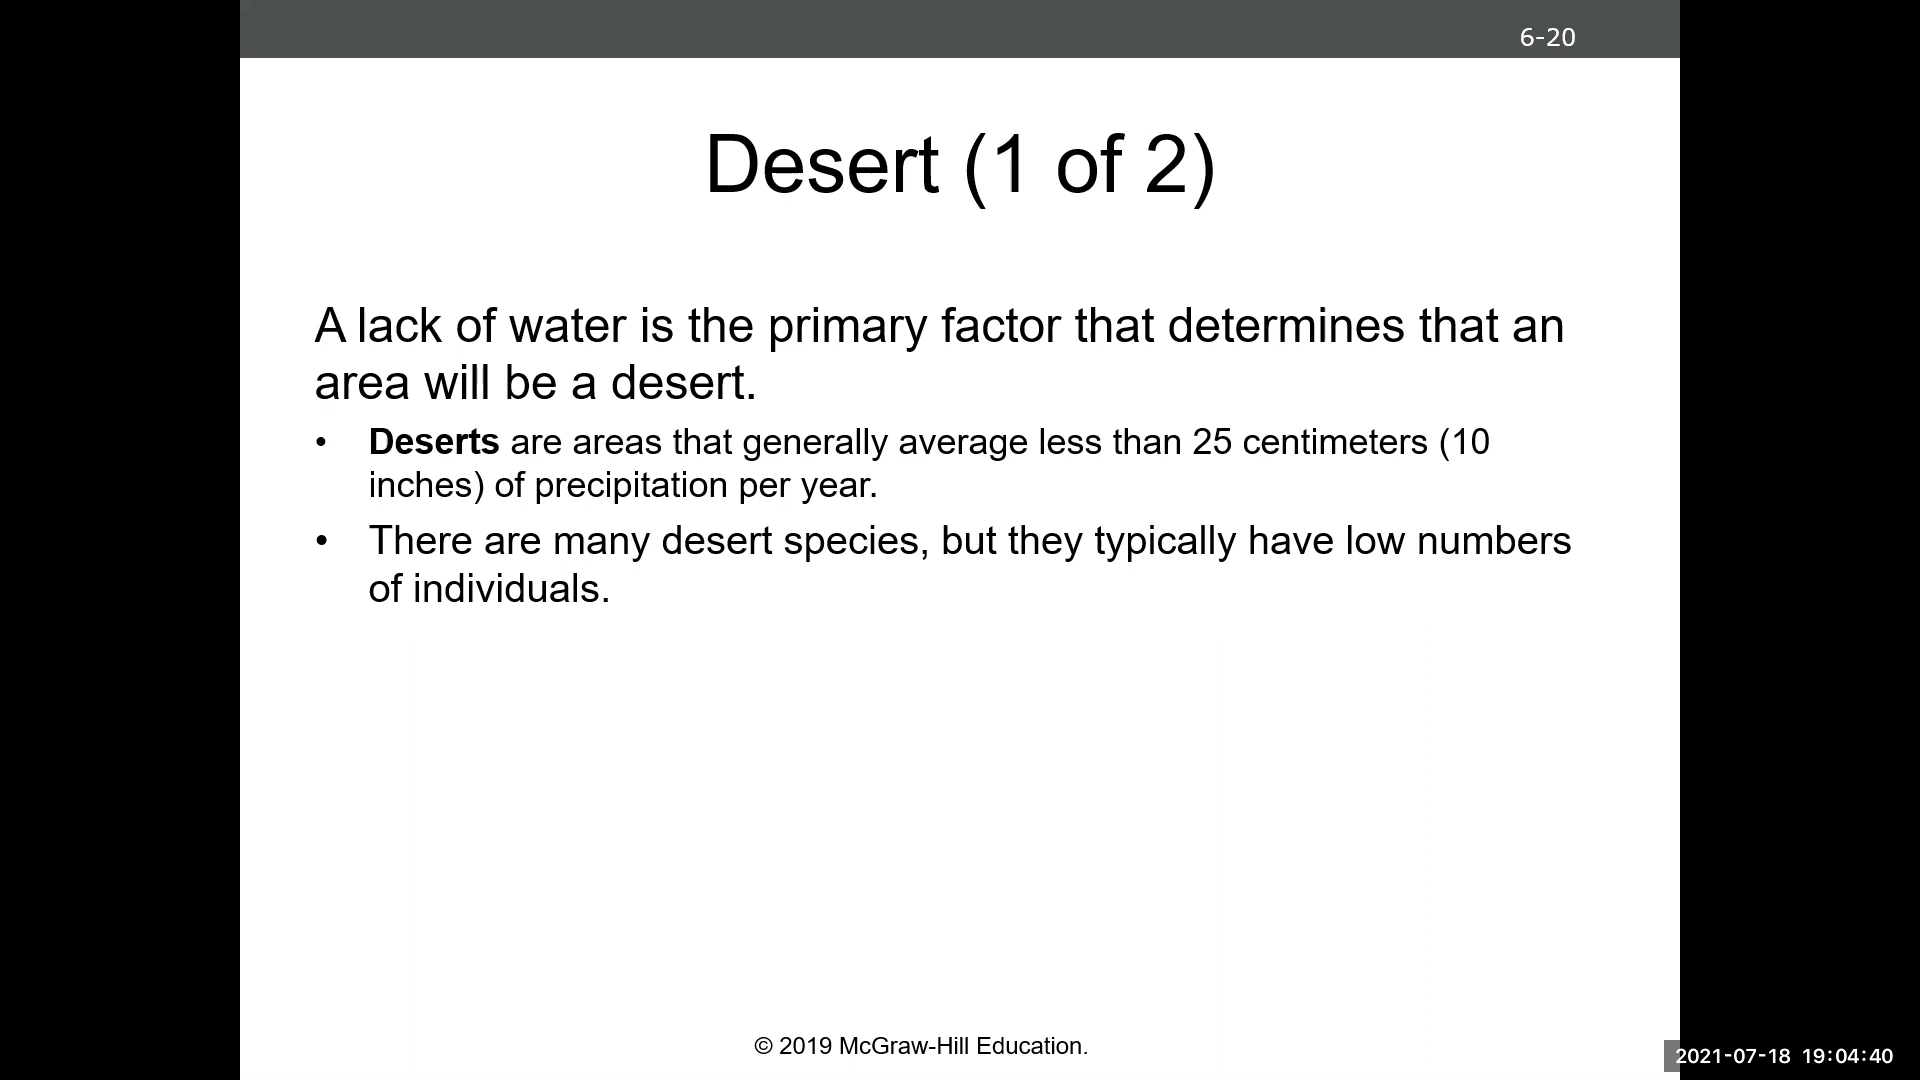 6-20
Desert (1 of 2)
A lack of water is the primary factor that determines that an
area will be a desert.
• Deserts are areas that generally average less than 25 centimeters (10
inches) of precipitation per year.
• There are many desert species, but they typically have low numbers
of individuals.
© 2019 McGraw-Hill Education.
2021-07-18 19:04:40